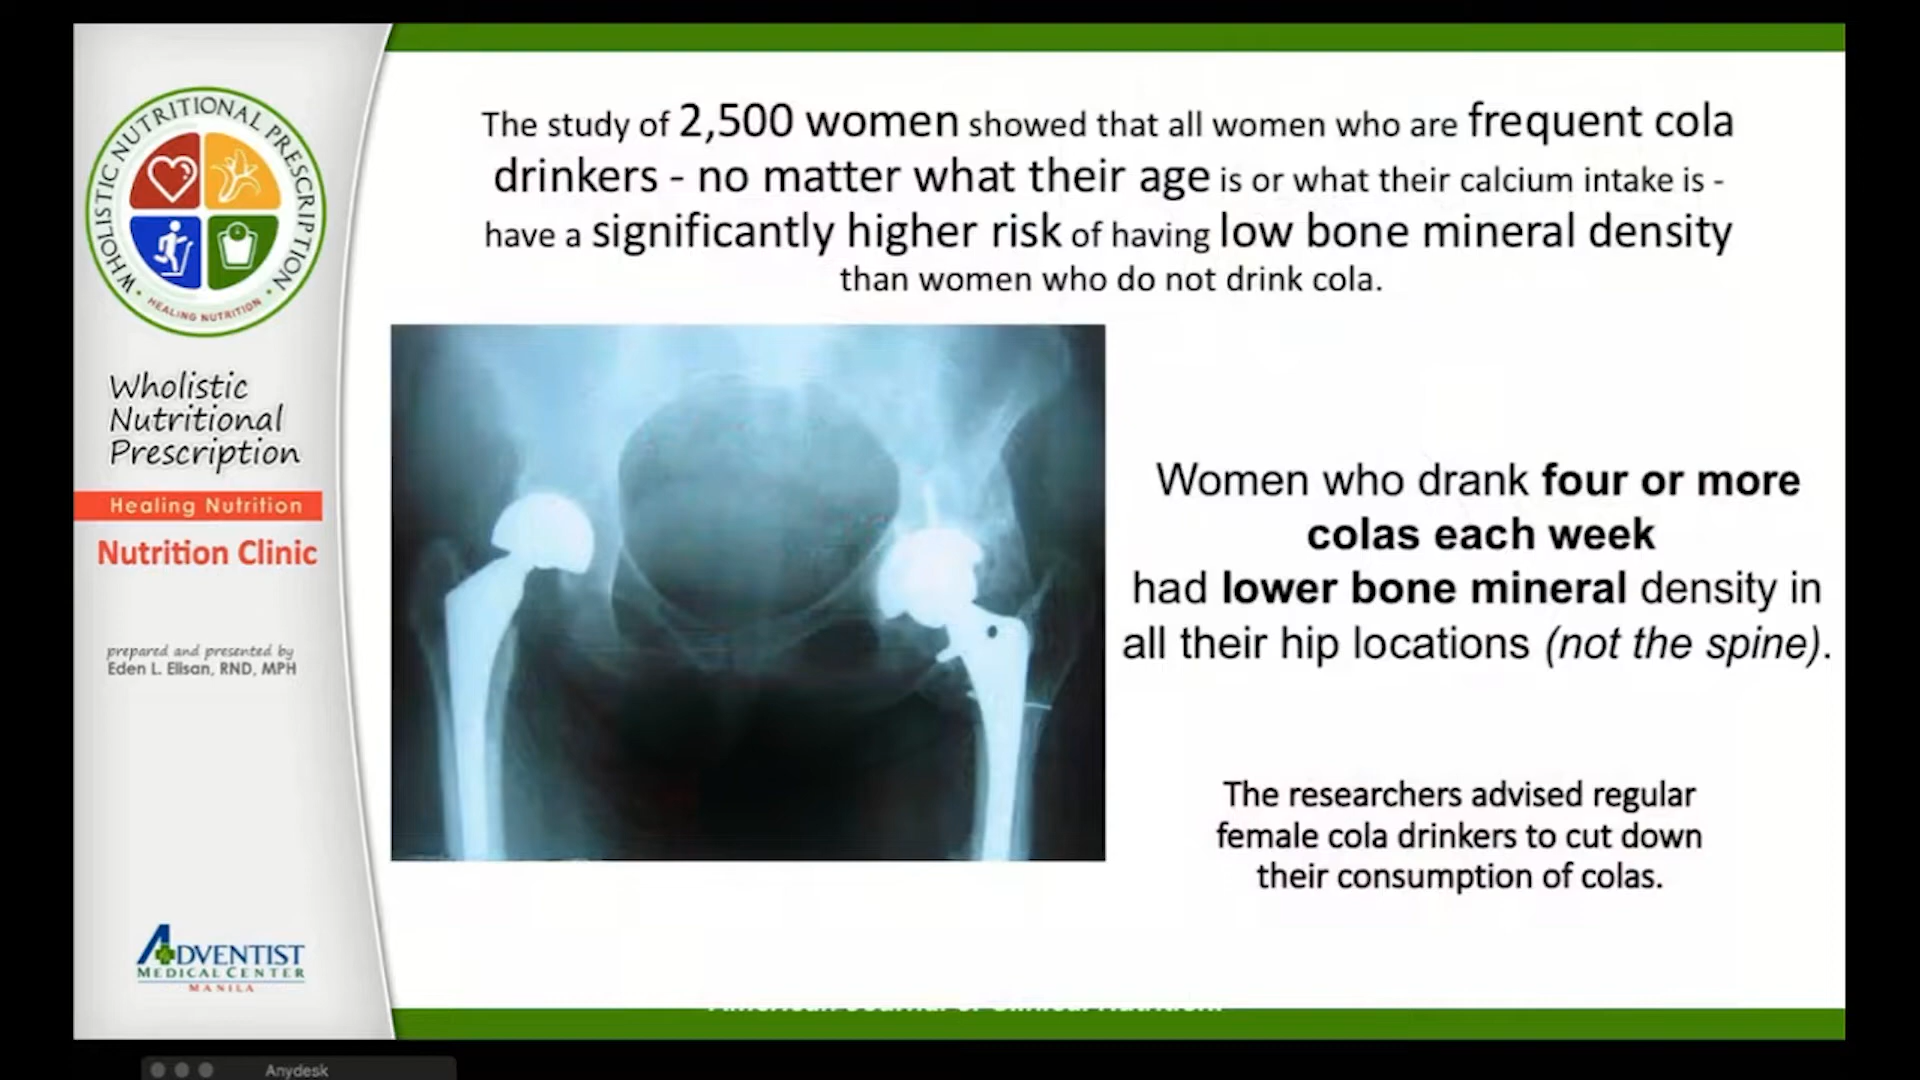 WHOLISTIC NUTRITIONAL PRESCRIPTION
• HEALING NUTRITION •
Wholistic
Nutritional
Prescription
Healing Nutrition
Nutrition Clinic
prepared and presented by
Eden L. Elisan, RND, MPH
ADVENTIST
MEDICAL CENTER
MANILA
The study of 2,500 women showed that all women who are frequent cola
drinkers - no matter what their age is or what their calcium intake is -
have a significantly higher risk of having low bone mineral density
than women who do not drink cola.
Women who drank four or more
colas each week
had lower bone mineral density in
all their hip locations (not the spine).
The researchers advised regular
female cola drinkers to cut down
their consumption of colas.
American Journal of Clinical Nutrition.
Anydesk